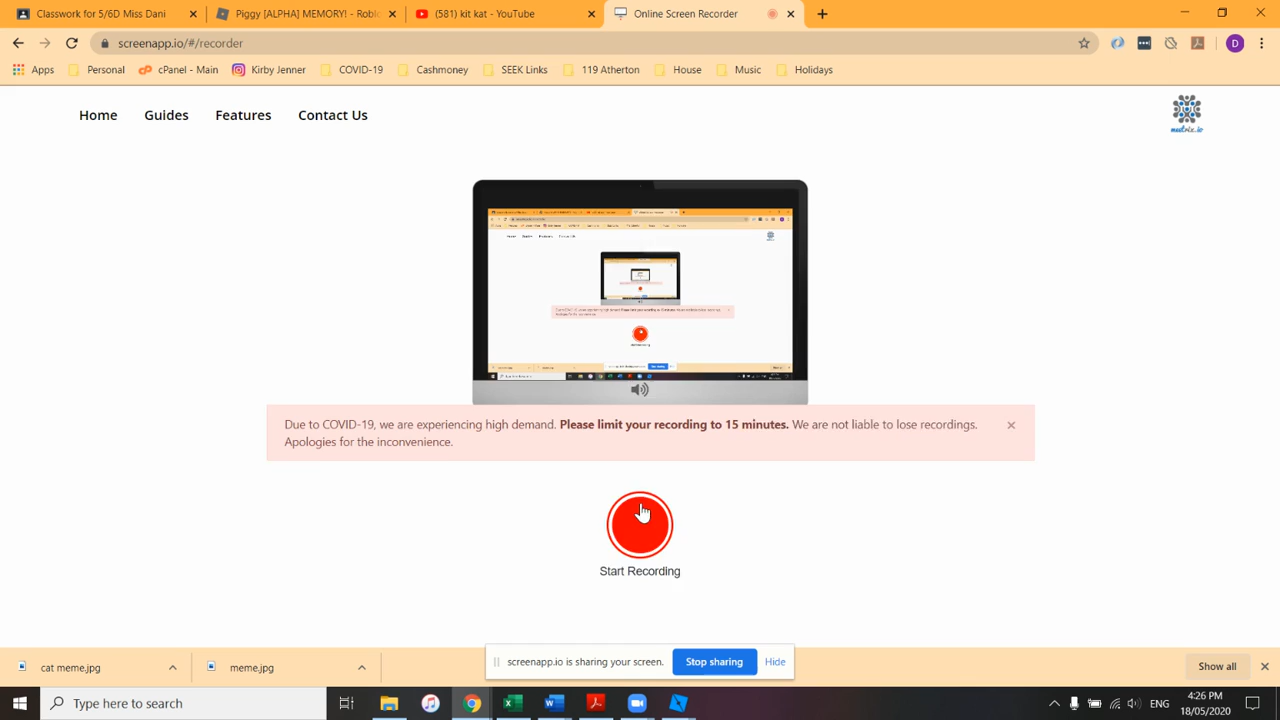 Classwork for 5/6D Miss Dani
Piggy [ALPHA] MEMORY! - Roblo
(581) kit kat - YouTube
Online Screen Recorder
screenapp.io/#/recorder
D
Apps
Personal
cPanel - Main
Kirby Jenner
COVID-19
Cashmoney
SEEK Links
119 Atherton
House
Music
Holidays
Home
Guides
Features
Contact Us
meetrix.io
Due to COVID-19, we are experiencing high demand. Please limit your recording to 15 minutes. We are not liable to lose recordings.
Apologies for the inconvenience.
Start Recording
cat meme.jpg
meme.jpg
screenapp.io is sharing your screen.
Stop sharing
Hide
Show all
Type here to search
ENG
4:26 PM
18/05/2020